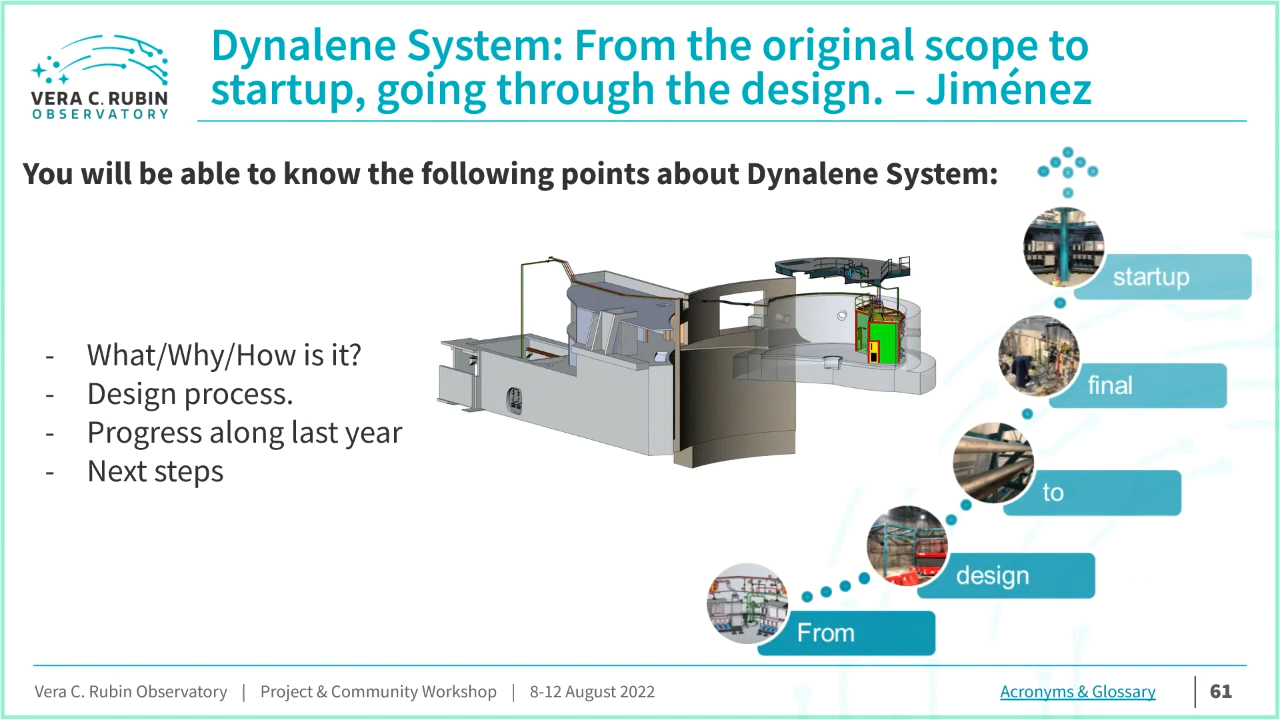 VERA C. RUBIN
OBSERVATORY
Dynalene System: From the original scope to
startup, going through the design. – Jiménez
You will be able to know the following points about Dynalene System:
- What/Why/How is it?
- Design process.
- Progress along last year
- Next steps
startup
final
to
design
From
Vera C. Rubin Observatory | Project & Community Workshop | 8-12 August 2022
Acronyms & Glossary
61